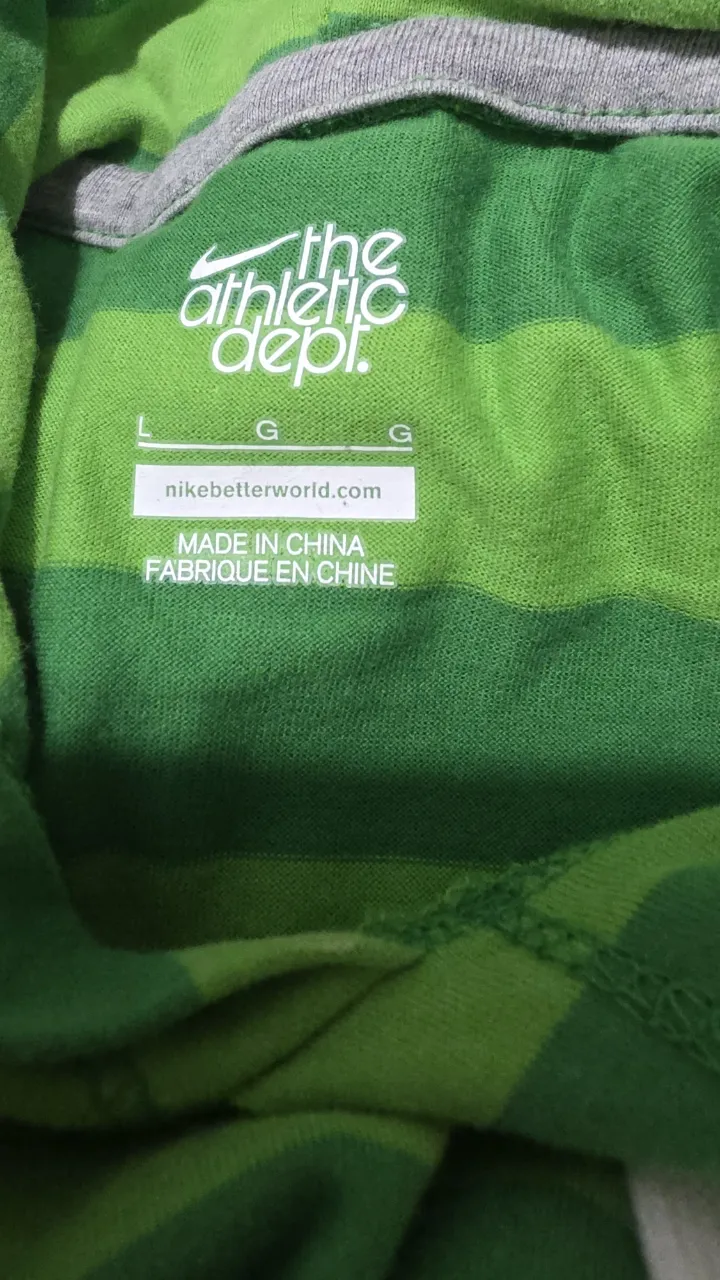 the
athletic
dept.
L G G
nikebetterworld.com
MADE IN CHINA
FABRIQUE EN CHINE